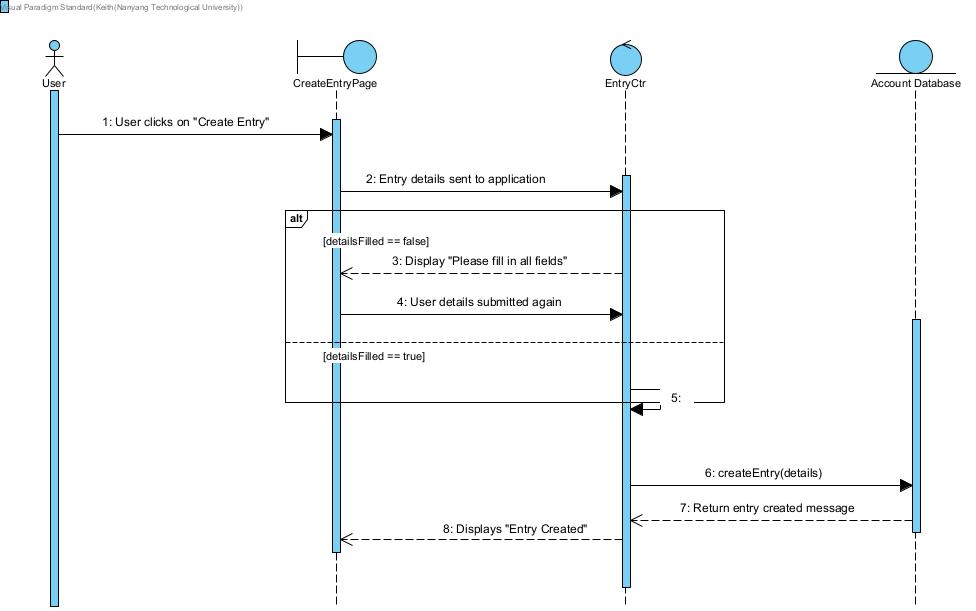 Visual Paradigm Standard(Keith(Nanyang Technological University))
User
CreateEntryPage
EntryCtr
Account Database
1: User clicks on "Create Entry"
2: Entry details sent to application
alt
[detailsFilled == false]
3: Display "Please fill in all fields"
4: User details submitted again
[detailsFilled == true]
5:
6: createEntry(details)
7: Return entry created message
8: Displays "Entry Created"